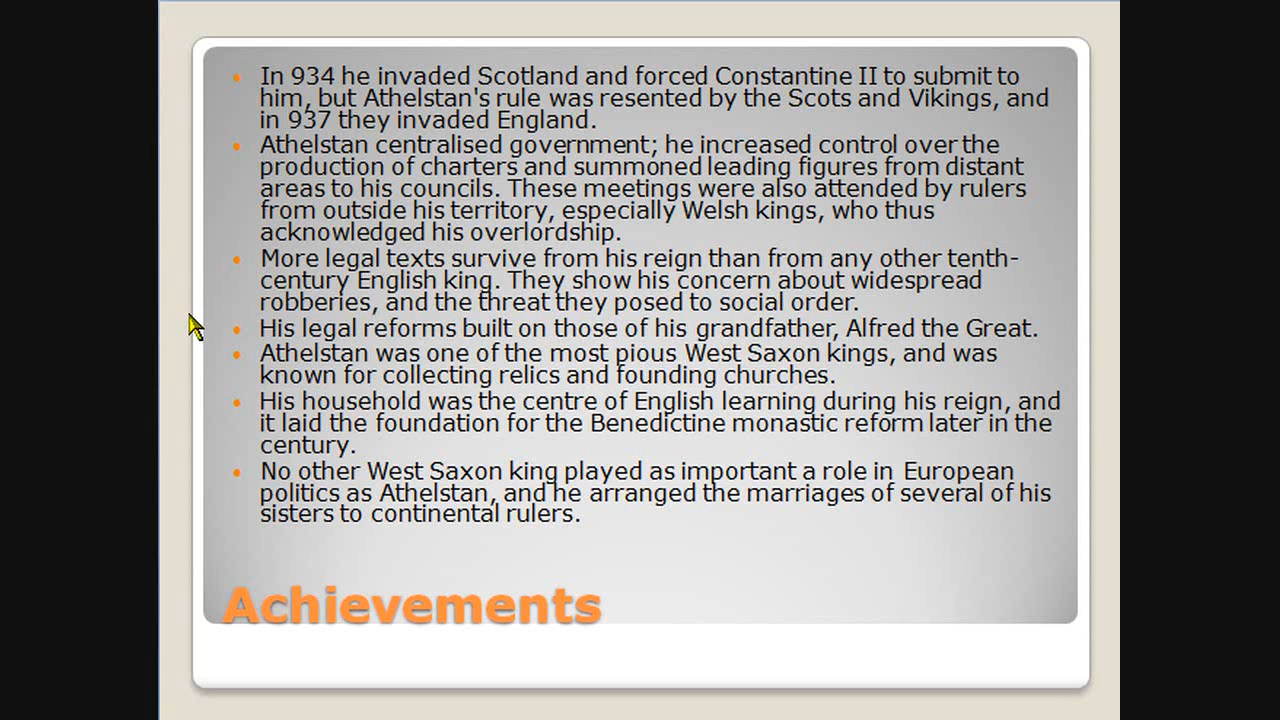 In 934 he invaded Scotland and forced Constantine II to submit to
him, but Athelstan's rule was resented by the Scots and Vikings, and
in 937 they invaded England.
Athelstan centralised government; he increased control over the
production of charters and summoned leading figures from distant
areas to his councils. These meetings were also attended by rulers
from outside his territory, especially Welsh kings, who thus
acknowledged his overlordship.
More legal texts survive from his reign than from any other tenth-
century English king. They show his concern about widespread
robberies, and the threat they posed to social order.
His legal reforms built on those of his grandfather, Alfred the Great.
Athelstan was one of the most pious West Saxon kings, and was
known for collecting relics and founding churches.
His household was the centre of English learning during his reign, and
it laid the foundation for the Benedictine monastic reform later in the
century.
No other West Saxon king played as important a role in European
politics as Athelstan, and he arranged the marriages of several of his
sisters to continental rulers.
Achievements